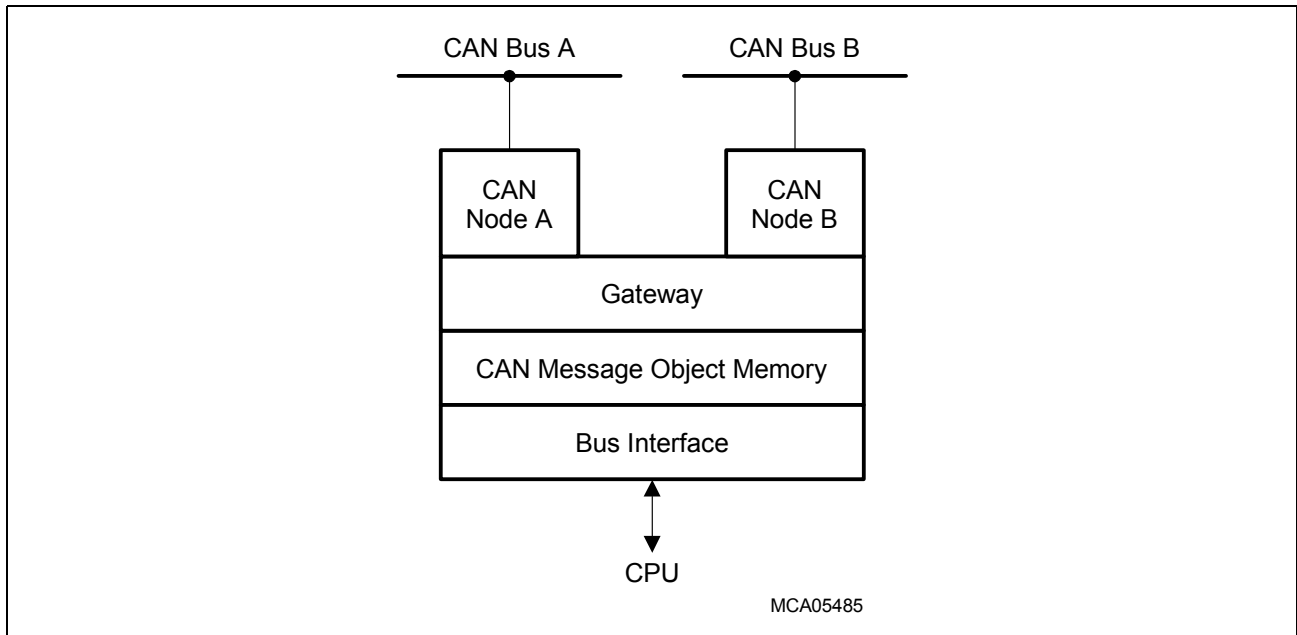 CAN Bus A
CAN Bus B
CAN
Node A
CAN
Node B
Gateway
CAN Message Object Memory
Bus Interface
CPU
MCA05485